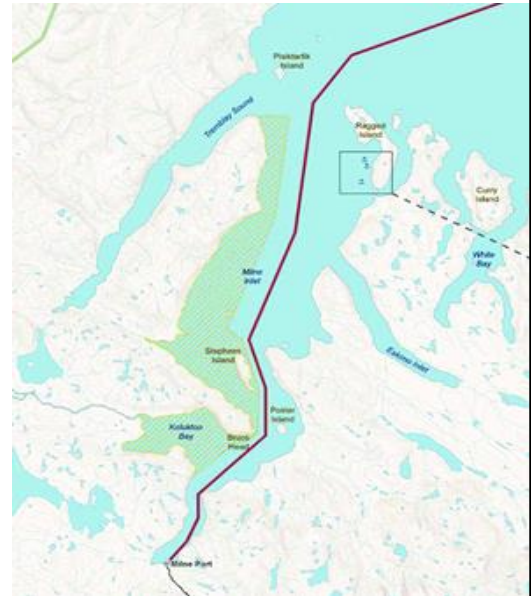 Plaktarlik
Island
Tremblay Sound
Ragged
Island
Curry
Island
White
Bay
Milne
Inlet
Stephens
Island
Eskimo Inlet
Poirier
Island
Koluktoo
Bay
Bruce
Head
Milne Port